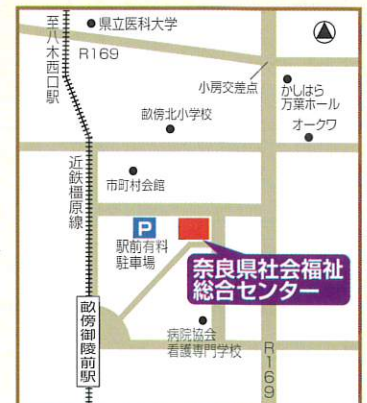 至八木西口駅
県立医科大学
R169
小房交差点
かしはら
万葉ホール
オークワ
畝傍北小学校
近鉄橿原線
市町村会館
P
駅前有料
駐車場
奈良県社会福祉
総合センター
畝傍御陵前駅
病院協会
看護専門学校
R169